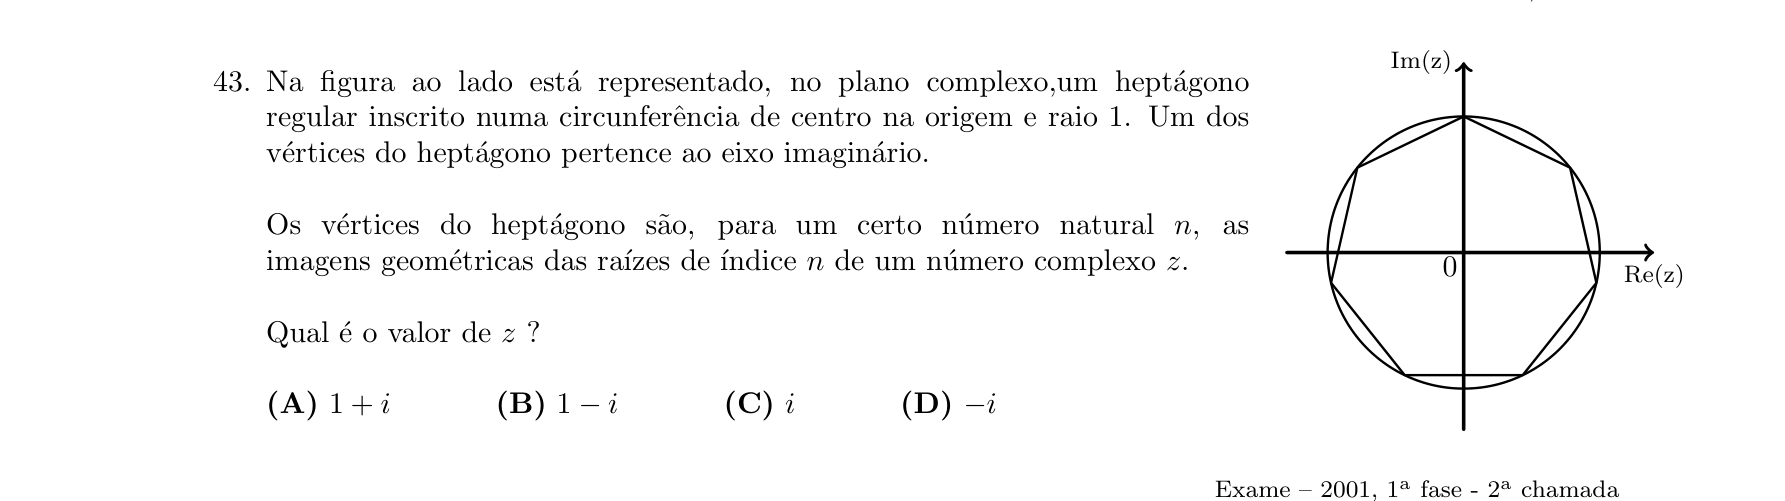 Im(z)
43. Na figura ao lado está representado, no plano complexo,um heptágono
regular inscrito numa circunferência de centro na origem e raio 1. Um dos
vértices do heptágono pertence ao eixo imaginário.
Os vértices do heptágono são, para um certo número natural n, as
imagens geométricas das raízes de índice n de um número complexo z.
0
Re(z)
Qual é o valor de z ?
(A) 1 + i (B) 1 − i (C) i (D) −i
Exame – 2001, 1ª fase - 2ª chamada